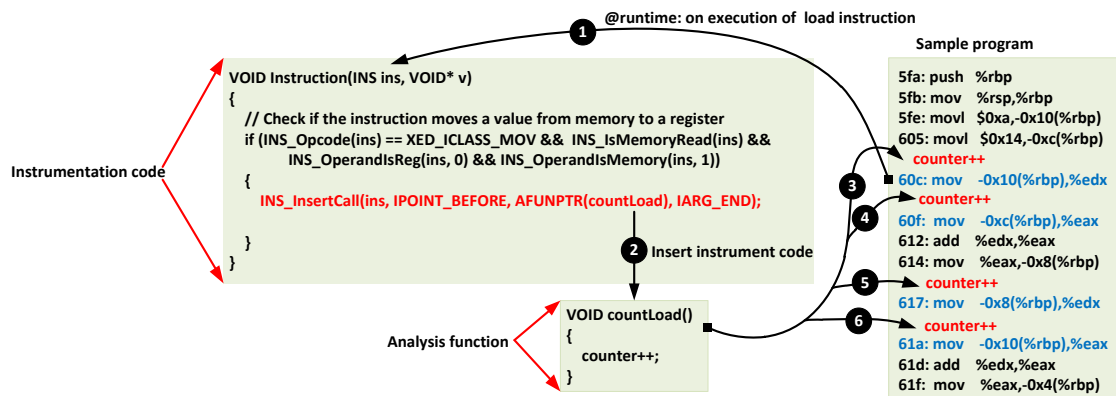 @runtime: on execution of load instruction
1
Instrumentation code
VOID Instruction(INS ins, VOID* v)
{
// Check if the instruction moves a value from memory to a register
if (INS_Opcode(ins) == XED_ICLASS_MOV && INS_IsMemoryRead(ins) &&
INS_OperandIsReg(ins, 0) && INS_OperandIsMemory(ins, 1))
{
INS_InsertCall(ins, IPOINT_BEFORE, AFUNPTR(countLoad), IARG_END);
}
}
2
Insert instrument code
Analysis function
VOID countLoad()
{
counter++;
}
3
4
5
6
Sample program
5fa: push %rbp
5fb: mov %rsp,%rbp
5fe: movl $0xa,-0x10(%rbp)
605: movl $0x14,-0xc(%rbp)
counter++
60c: mov -0x10(%rbp),%edx
counter++
60f: mov -0xc(%rbp),%eax
612: add %edx,%eax
614: mov %eax,-0x8(%rbp)
counter++
617: mov -0x8(%rbp),%edx
counter++
61a: mov -0x10(%rbp),%eax
61d: add %edx,%eax
61f: mov %eax,-0x4(%rbp)